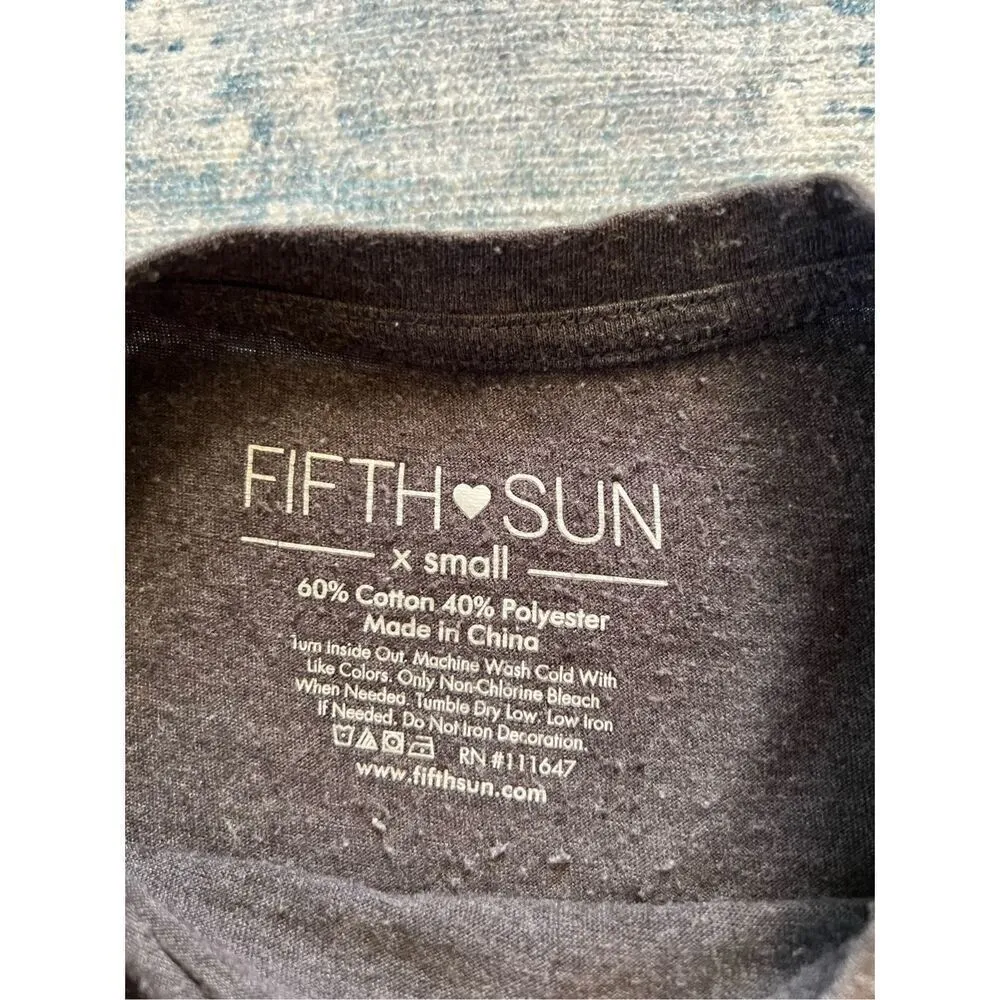 FIFTH♥SUN
x small
60% Cotton 40% Polyester
Made in China
Turn Inside Out. Machine Wash Cold With
Like Colors. Only Non-Chlorine Bleach
When Needed. Tumble Dry Low. Low Iron
If Needed. Do Not Iron Decoration.
RN #111647
www.fifthsun.com